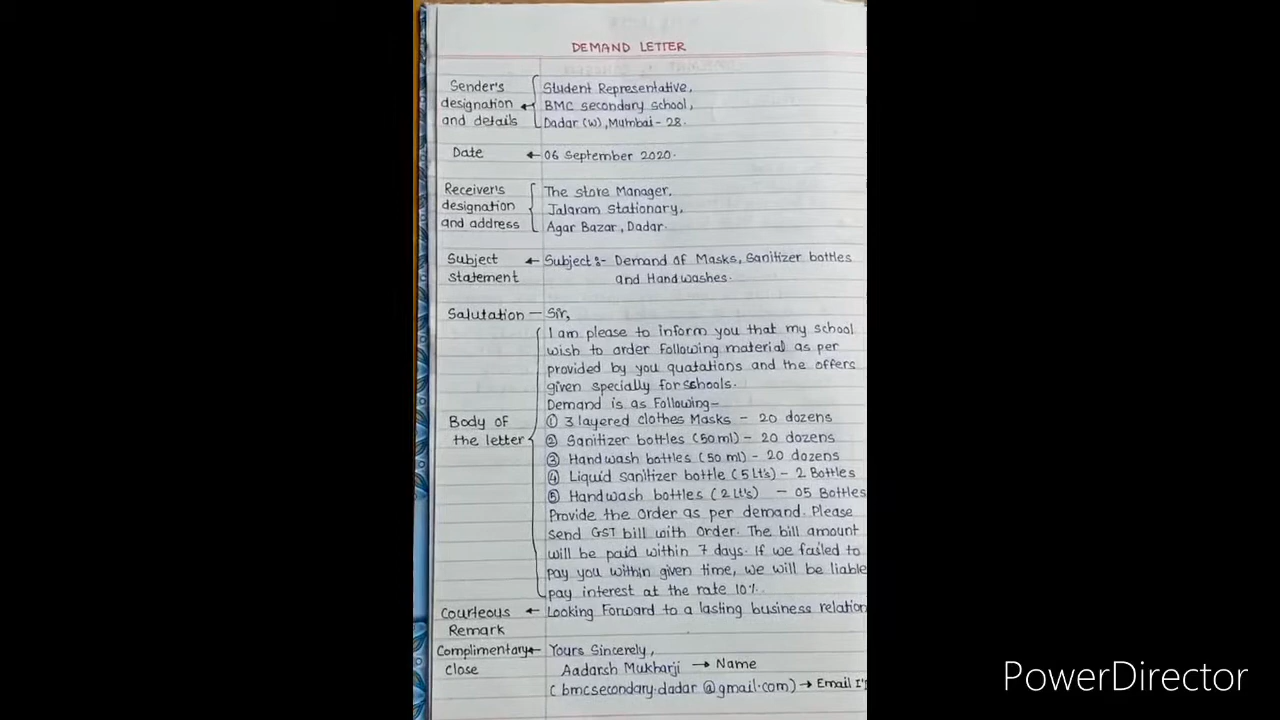 DEMAND LETTER
Sender's designation and details
Student Representative,
BMC secondary school,
Dadar (W), Mumbai - 28.
Date ← 06 September 2020.
Receiver's designation and address
The store Manager,
Jalaram Stationary,
Agar Bazar, Dadar.
Subject statement ← Subject :- Demand of Masks, Sanitizer bottles
and Handwashes.
Salutation — Sir,
Body of the letter
I am please to inform you that my school
wish to order Following material as per
provided by you quatations and the offers
given specially for schools.
Demand is as Following—
① 3 layered clothes Masks - 20 dozens
② Sanitizer bottles (50ml) - 20 dozens
③ Handwash bottles (50 ml) - 20 dozens
④ Liquid sanitizer bottle (5 Lt's) - 2 Bottles
⑤ Handwash bottles (2 Lt's) - 05 Bottles
Provide the Order as per demand. Please
send GST bill with Order. The bill amount
will be paid within 7 days. If we failed to
pay you within given time, we will be liable
pay interest at the rate 10%.
Courteous Remark ← Looking Forward to a lasting business relation
Complimentary close ← Yours Sincerely,
Aadarsh Mukharji → Name
(bmcsecondary.dadar@gmail.com) → Email I'
PowerDirector